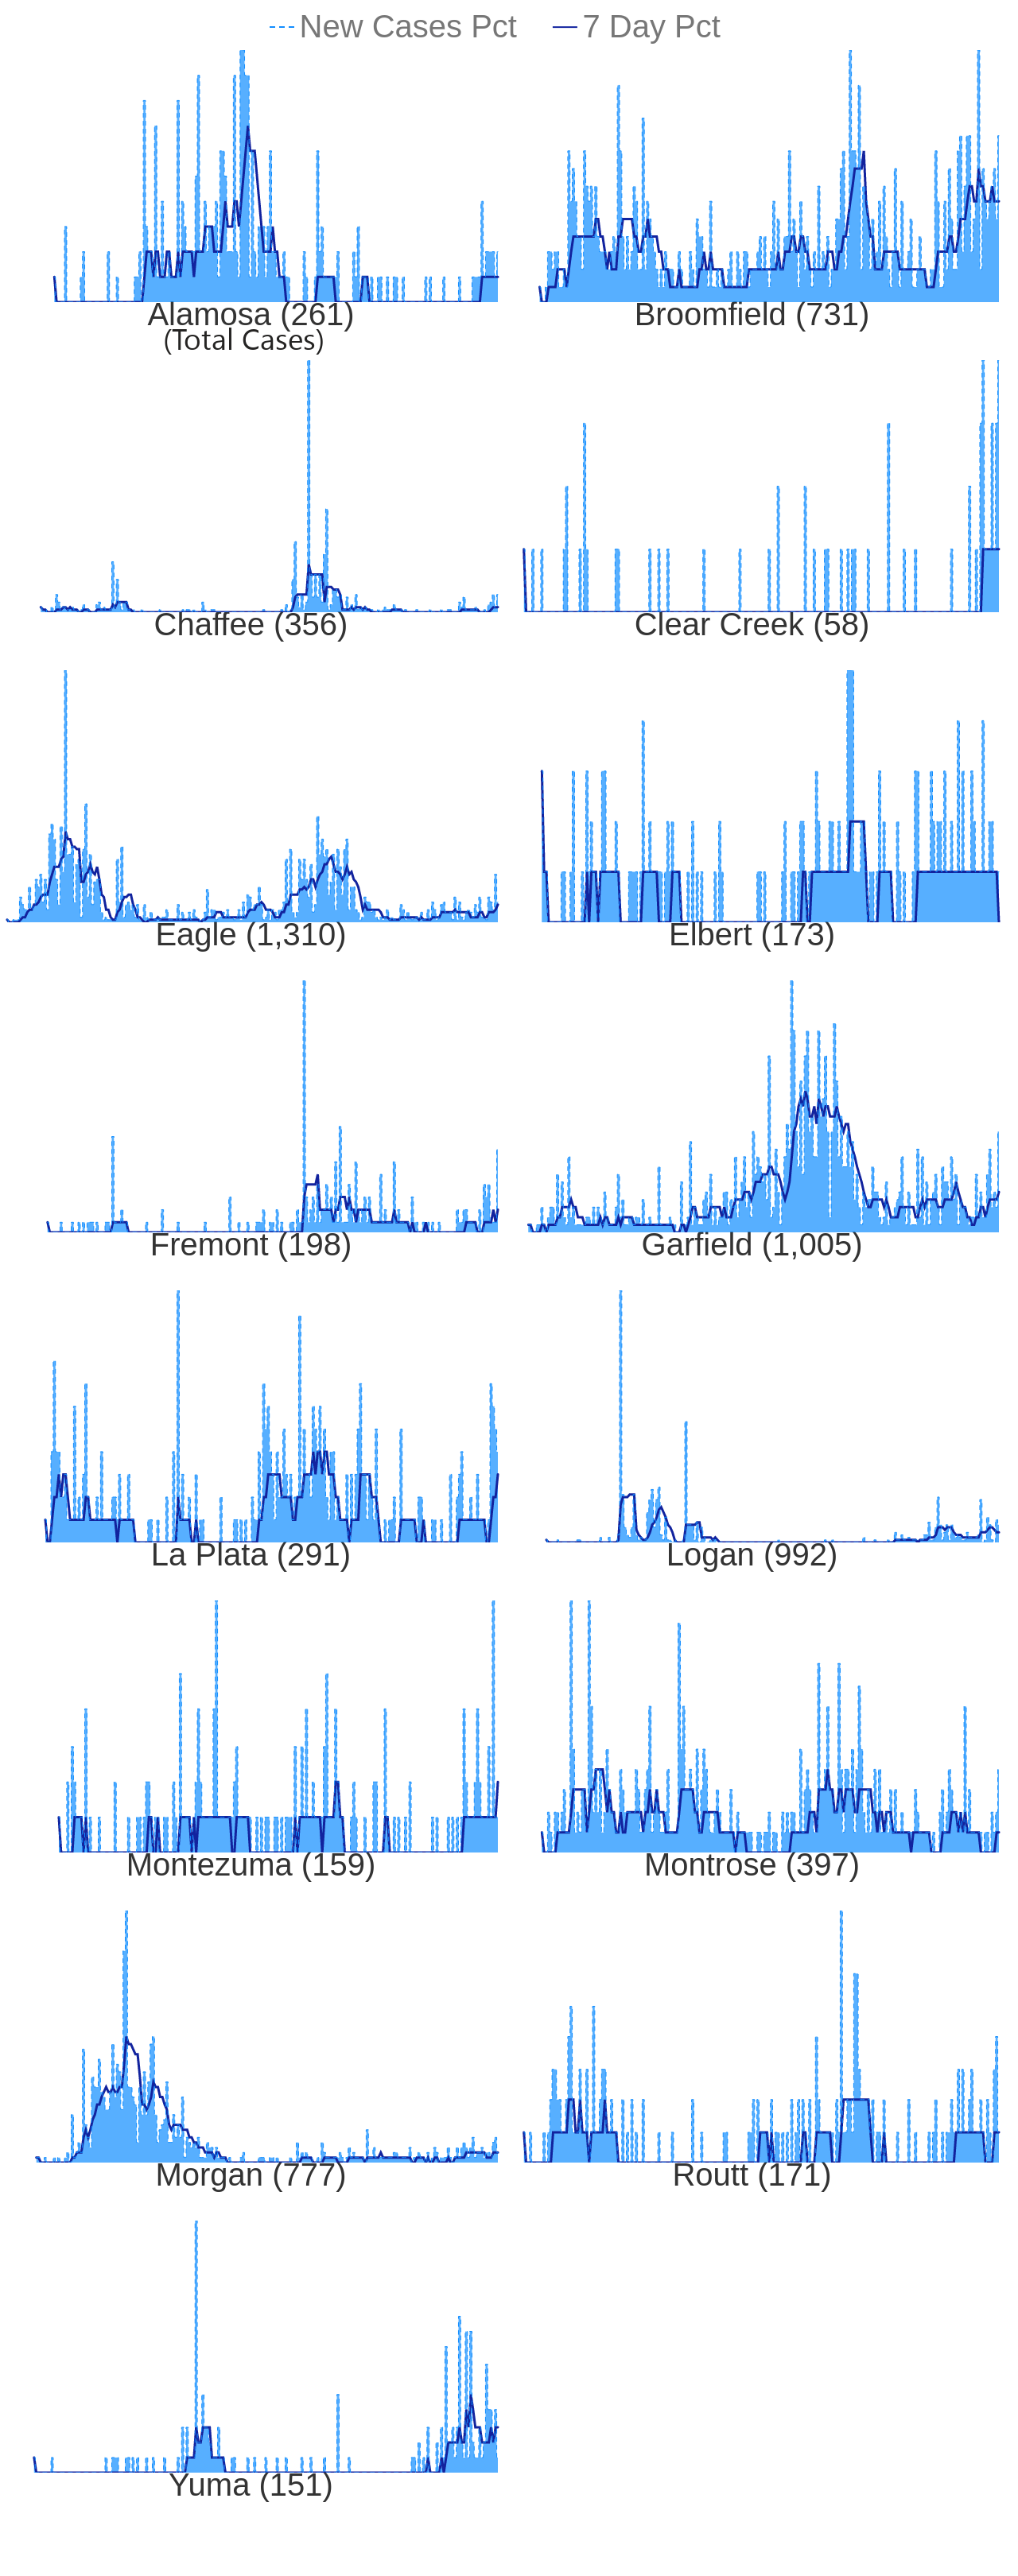 New Cases Pct 7 Day Pct
Alamosa (261) Broomfield (731)
(Total Cases)
Chaffee (356) Clear Creek (58)
Eagle (1,310) Elbert (173)
Fremont (198) Garfield (1,005)
La Plata (291) Logan (992)
Montezuma (159) Montrose (397)
Morgan (777) Routt (171)
Yuma (151)